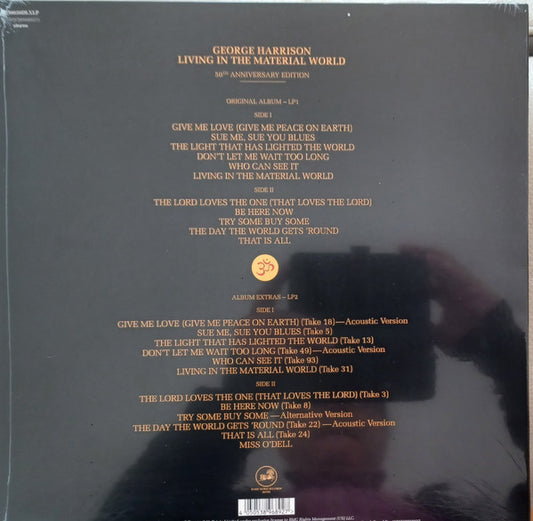 GEORGE HARRISON
LIVING IN THE MATERIAL WORLD
50TH ANNIVERSARY EDITION
ORIGINAL ALBUM – LP1
SIDE I
GIVE ME LOVE (GIVE ME PEACE ON EARTH)
SUE ME, SUE YOU BLUES
THE LIGHT THAT HAS LIGHTED THE WORLD
DON'T LET ME WAIT TOO LONG
WHO CAN SEE IT
LIVING IN THE MATERIAL WORLD
SIDE II
THE LORD LOVES THE ONE (THAT LOVES THE LORD)
BE HERE NOW
TRY SOME BUY SOME
THE DAY THE WORLD GETS 'ROUND
THAT IS ALL
ॐ
ALBUM EXTRAS – LP2
SIDE I
GIVE ME LOVE (GIVE ME PEACE ON EARTH) (Take 18)—Acoustic Version
SUE ME, SUE YOU BLUES (Take 5)
THE LIGHT THAT HAS LIGHTED THE WORLD (Take 13)
DON'T LET ME WAIT TOO LONG (Take 49)—Acoustic Version
WHO CAN SEE IT (Take 93)
LIVING IN THE MATERIAL WORLD (Take 31)
SIDE II
THE LORD LOVES THE ONE (THAT LOVES THE LORD) (Take 3)
BE HERE NOW (Take 8)
TRY SOME BUY SOME—Alternative Version
THE DAY THE WORLD GETS 'ROUND (Take 22)—Acoustic Version
THAT IS ALL (Take 24)
MISS O'DELL